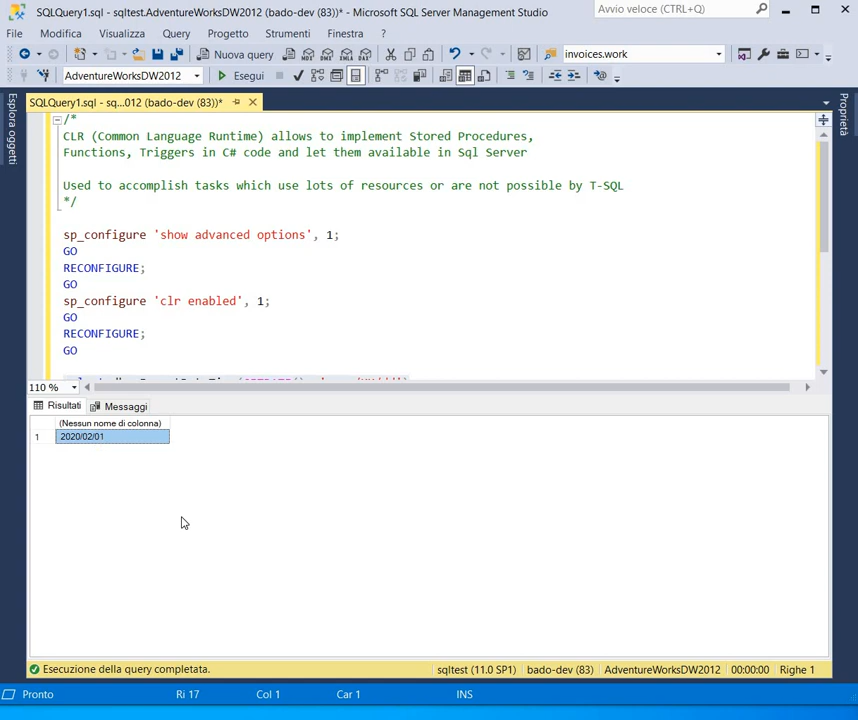 SQLQuery1.sql - sqltest.AdventureWorksDW2012 (bado-dev (83))* - Microsoft SQL Server Management Studio
Avvio veloce (CTRL+Q)
File Modifica Visualizza Query Progetto Strumenti Finestra ?
Nuova query
MDX DMX XMLA DAX
invoices.work
AdventureWorksDW2012
Esegui
Esplora oggetti
SQLQuery1.sql - sq...012 (bado-dev (83))*
Proprietà
/*
CLR (Common Language Runtime) allows to implement Stored Procedures,
Functions, Triggers in C# code and let them available in Sql Server
Used to accomplish tasks which use lots of resources or are not possible by T-SQL
*/
sp_configure 'show advanced options', 1;
GO
RECONFIGURE;
GO
sp_configure 'clr enabled', 1;
GO
RECONFIGURE;
GO
110 %
Risultati Messaggi
(Nessun nome di colonna)
1 2020/02/01
Esecuzione della query completata.
sqltest (11.0 SP1) bado-dev (83) AdventureWorksDW2012 00:00:00 Righe 1
Pronto Ri 17 Col 1 Car 1 INS